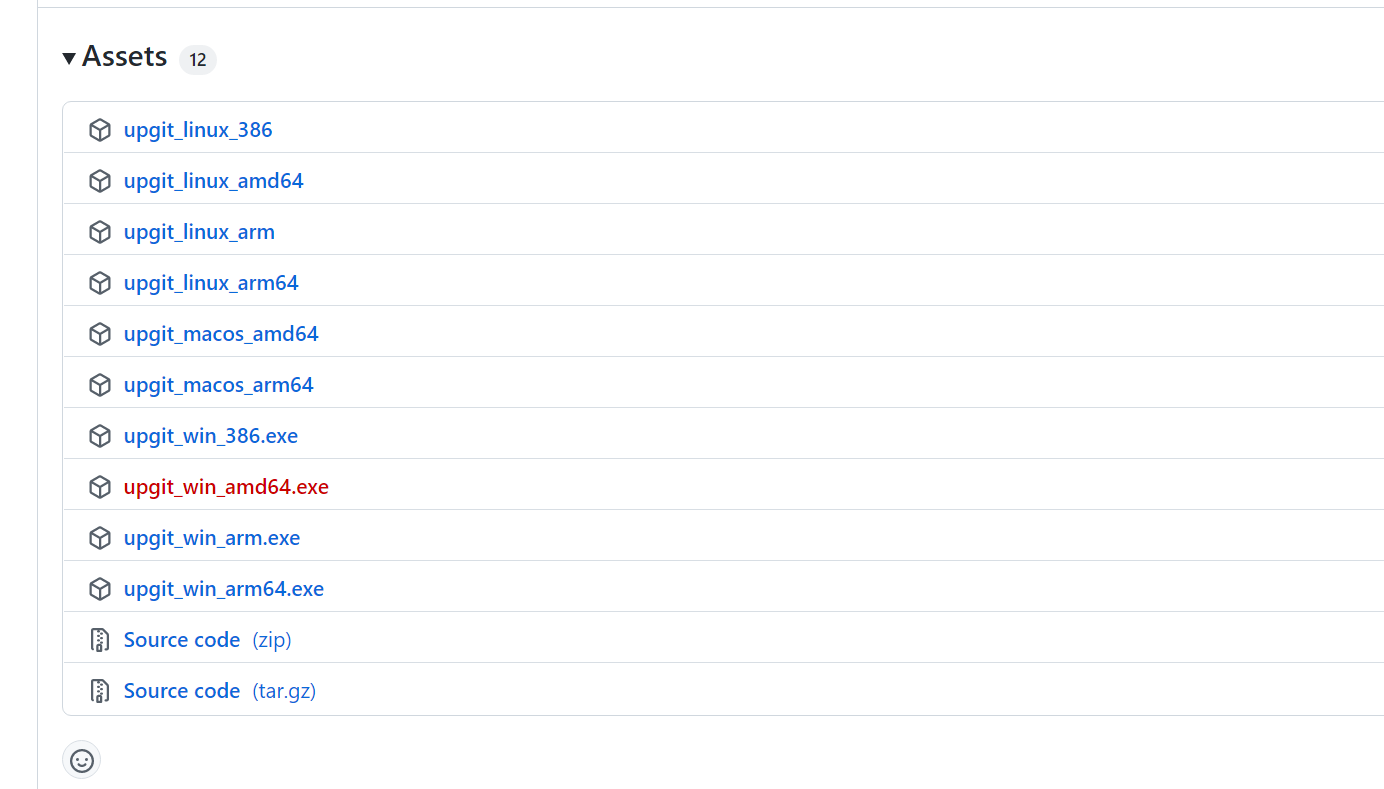 Assets 12
upgit_linux_386
upgit_linux_amd64
upgit_linux_arm
upgit_linux_arm64
upgit_macos_amd64
upgit_macos_arm64
upgit_win_386.exe
upgit_win_amd64.exe
upgit_win_arm.exe
upgit_win_arm64.exe
Source code (zip)
Source code (tar.gz)